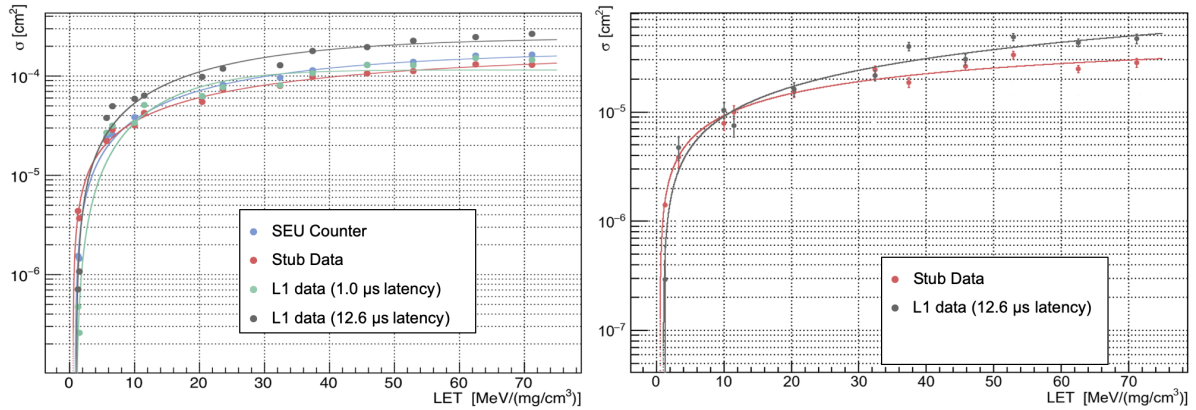 σ [cm²]
10⁻⁴
10⁻⁵
10⁻⁶
SEU Counter
Stub Data
L1 data (1.0 µs latency)
L1 data (12.6 µs latency)
0 10 20 30 40 50 60 70
LET [MeV/(mg/cm³)]
σ [cm²]
10⁻⁵
10⁻⁶
10⁻⁷
Stub Data
L1 data (12.6 µs latency)
0 10 20 30 40 50 60 70
LET [MeV/(mg/cm³)]